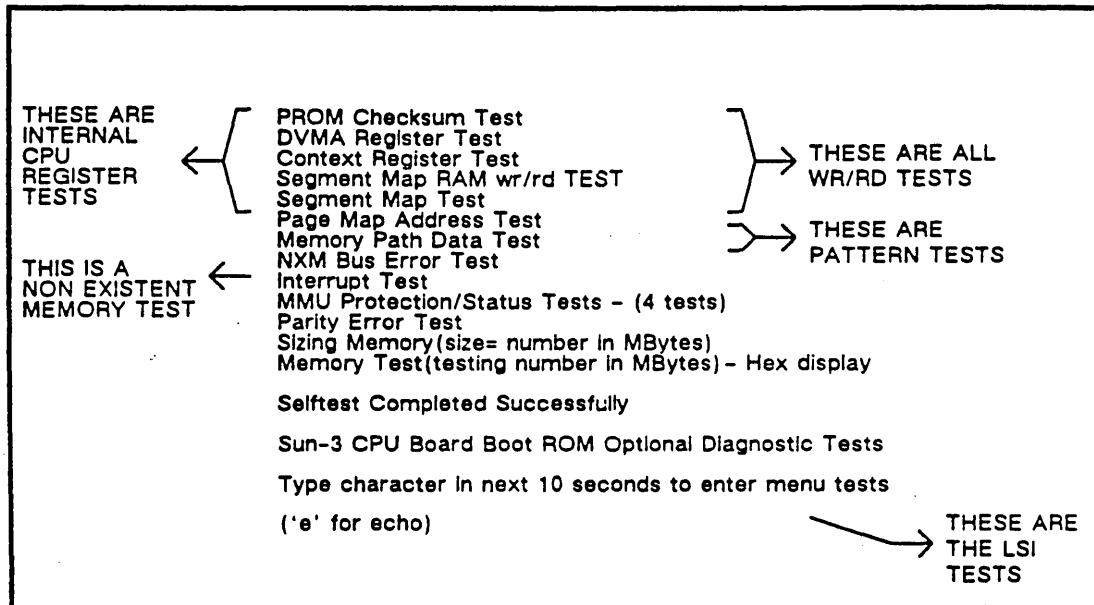 THESE ARE
INTERNAL
CPU
REGISTER
TESTS
PROM Checksum Test
DVMA Register Test
Context Register Test
Segment Map RAM wr/rd TEST
Segment Map Test
Page Map Address Test
Memory Path Data Test
NXM Bus Error Test
Interrupt Test
MMU Protection/Status Tests - (4 tests)
Parity Error Test
Sizing Memory(size= number in MBytes)
Memory Test(testing number in MBytes)- Hex display
THESE ARE ALL
WR/RD TESTS
THESE ARE
PATTERN TESTS
THIS IS A
NON EXISTENT
MEMORY TEST
Selftest Completed Successfully
Sun-3 CPU Board Boot ROM Optional Diagnostic Tests
Type character in next 10 seconds to enter menu tests
('e' for echo)
THESE ARE
THE LSI
TESTS